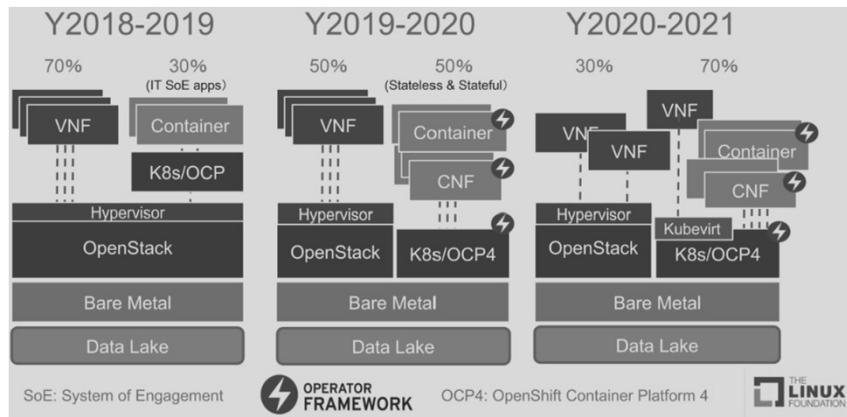 Y2018-2019
70%
30%
(IT SoE apps)
VNF
Container
K8s/OCP
Hypervisor
OpenStack
Bare Metal
Data Lake
Y2019-2020
50%
50%
(Stateless & Stateful)
VNF
Container
CNF
Hypervisor
OpenStack
K8s/OCP4
Bare Metal
Data Lake
Y2020-2021
30%
70%
VNF
VNF
VNF
Container
CNF
Hypervisor
Kubevirt
OpenStack
K8s/OCP4
Bare Metal
Data Lake
SoE: System of Engagement
OPERATOR
FRAMEWORK
OCP4: OpenShift Container Platform 4
THE
LINUX
FOUNDATION